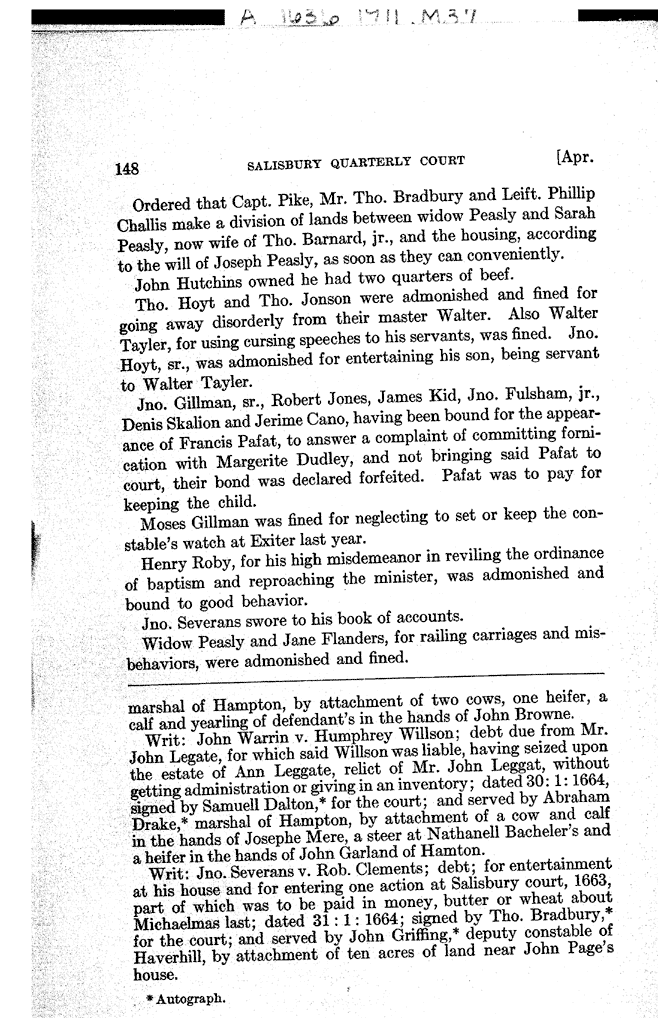 A 1636 1911 .M.37
148 SALISBURY QUARTERLY COURT [Apr.
Ordered that Capt. Pike, Mr. Tho. Bradbury and Leift. Phillip
Challis make a division of lands between widow Peasly and Sarah
Peasly, now wife of Tho. Barnard, jr., and the housing, according
to the will of Joseph Peasly, as soon as they can conveniently.
John Hutchins owned he had two quarters of beef.
Tho. Hoyt and Tho. Jonson were admonished and fined for
going away disorderly from their master Walter. Also Walter
Tayler, for using cursing speeches to his servants, was fined. Jno.
Hoyt, sr., was admonished for entertaining his son, being servant
to Walter Tayler.
Jno. Gillman, sr., Robert Jones, James Kid, Jno. Fulsham, jr.,
Denis Skalion and Jerime Cano, having been bound for the appear-
ance of Francis Pafat, to answer a complaint of committing forni-
cation with Margerite Dudley, and not bringing said Pafat to
court, their bond was declared forfeited. Pafat was to pay for
keeping the child.
Moses Gillman was fined for neglecting to set or keep the con-
stable's watch at Exiter last year.
Henry Roby, for his high misdemeanor in reviling the ordinance
of baptism and reproaching the minister, was admonished and
bound to good behavior.
Jno. Severans swore to his book of accounts.
Widow Peasly and Jane Flanders, for railing carriages and mis-
behaviors, were admonished and fined.
marshal of Hampton, by attachment of two cows, one heifer, a
calf and yearling of defendant's in the hands of John Browne.
Writ: John Warrin v. Humphrey Willson; debt due from Mr.
John Legate, for which said Willson was liable, having seized upon
the estate of Ann Leggate, relict of Mr. John Leggat, without
getting administration or giving in an inventory; dated 30: 1: 1664,
signed by Samuell Dalton,* for the court; and served by Abraham
Drake,* marshal of Hampton, by attachment of a cow and calf
in the hands of Josephe Mere, a steer at Nathanell Bacheler's and
a heifer in the hands of John Garland of Hamton.
Writ: Jno. Severans v. Rob. Clements; debt; for entertainment
at his house and for entering one action at Salisbury court, 1663,
part of which was to be paid in money, butter or wheat about
Michaelmas last; dated 31 : 1 : 1664; signed by Tho. Bradbury,*
for the court; and served by John Griffing,* deputy constable of
Haverhill, by attachment of ten acres of land near John Page's
house.
* Autograph.